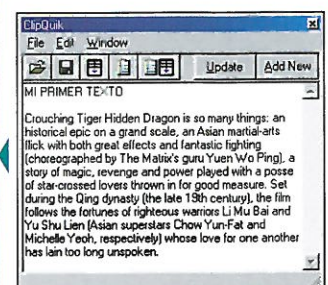 ClipQuik
File Edit Window
Update Add New
MI PRIMER TEXTO
Crouching Tiger Hidden Dragon is so many things: an
historical epic on a grand scale, an Asian martial-arts
flick with both great effects and fantastic fighting
(choreographed by The Matrix's guru Yuen Wo Ping), a
story of magic, revenge and power played with a posse
of star-crossed lovers thrown in for good measure. Set
during the Qing dynasty (the late 19th century), the film
follows the fortunes of righteous warriors Li Mu Bai and
Yu Shu Lien (Asian superstars Chow Yun-Fat and
Michelle Yeoh, respectively) whose love for one another
has lain too long unspoken.